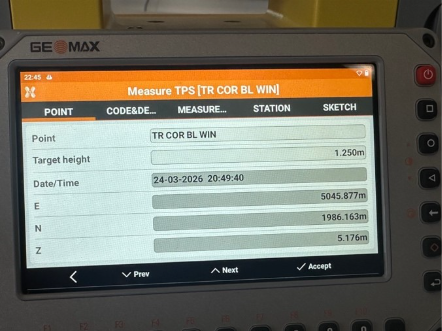 GEOMAX
22:45
Measure TPS [TR COR BL WIN]
POINT CODE&DE... MEASURE... STATION SKETCH
Point TR COR BL WIN
Target height 1.250m
Date/Time 24-03-2026 20:49:40
E 5045.877m
N 1986.163m
Z 5.176m
Prev Next Accept